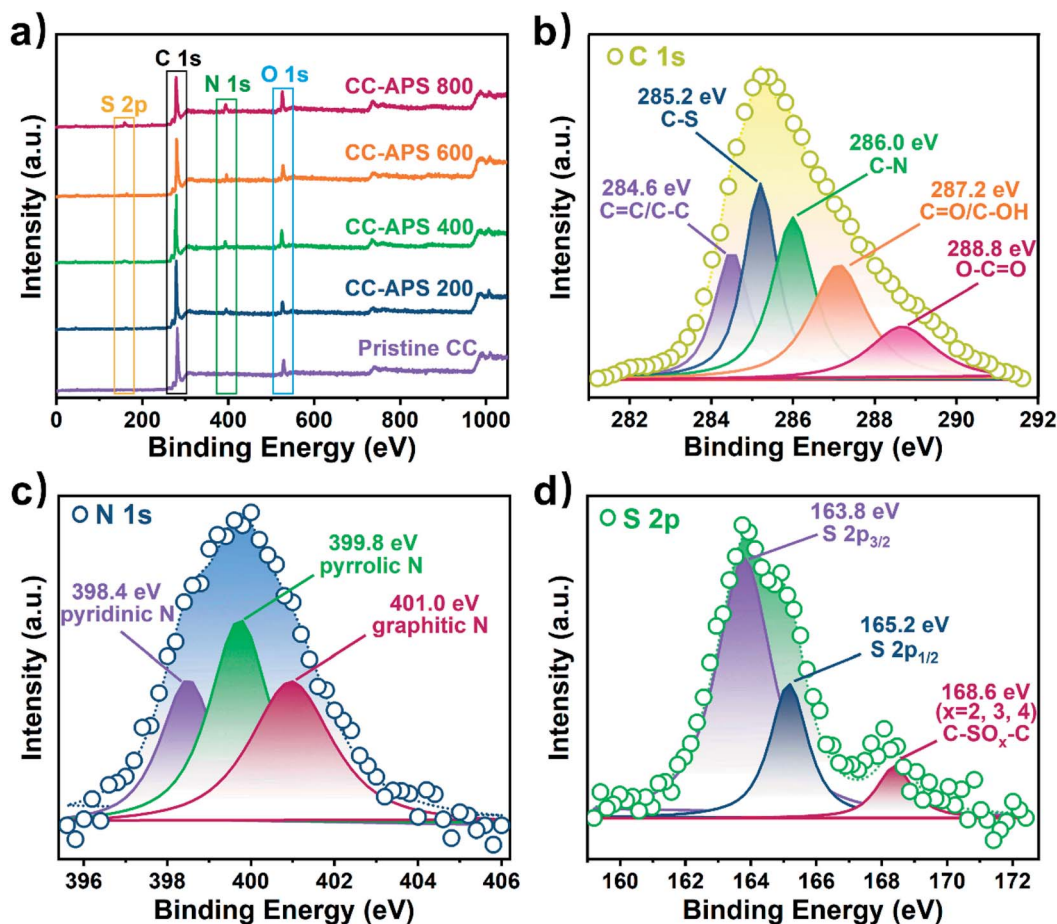 a)
C 1s
N 1s
O 1s
S 2p
CC-APS 800
CC-APS 600
CC-APS 400
CC-APS 200
Pristine CC
Intensity (a.u.)
0 200 400 600 800 1000
Binding Energy (eV)
b)
C 1s
285.2 eV
C-S
286.0 eV
C-N
284.6 eV
C=C/C-C
287.2 eV
C=O/C-OH
288.8 eV
O-C=O
Intensity (a.u.)
282 284 286 288 290 292
Binding Energy (eV)
c)
N 1s
399.8 eV
pyrrolic N
398.4 eV
pyridinic N
401.0 eV
graphitic N
Intensity (a.u.)
396 398 400 402 404 406
Binding Energy (eV)
d)
S 2p
163.8 eV
S 2p3/2
165.2 eV
S 2p1/2
168.6 eV
(x=2, 3, 4)
C-SOx-C
Intensity (a.u.)
160 162 164 166 168 170 172
Binding Energy (eV)